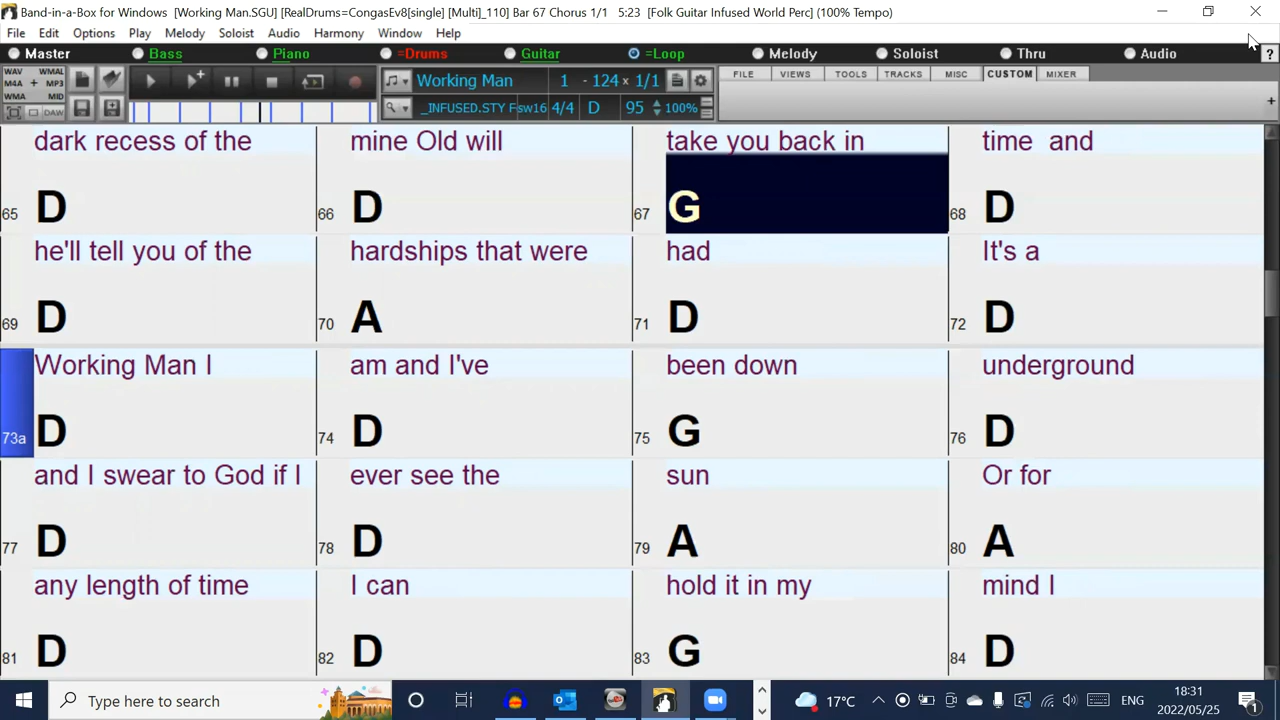 Band-in-a-Box for Windows [Working Man.SGU] [RealDrums=CongasEv8[single] [Multi]_110] Bar 67 Chorus 1/1 5:23 [Folk Guitar Infused World Perc] (100% Tempo)
File Edit Options Play Melody Soloist Audio Harmony Window Help
Master Bass Piano =Drums Guitar =Loop Melody Soloist Thru Audio ?
WAV WMAL
M4A + MP3
WMA MID
DAW
Working Man 1 - 124 x 1/1
_INFUSED.STY F sw16 4/4 D 95 100%
FILE VIEWS TOOLS TRACKS MISC CUSTOM MIXER
+
dark recess of the mine Old will take you back in time and
65 D 66 D 67 G 68 D
he'll tell you of the hardships that were had It's a
69 D 70 A 71 D 72 D
Working Man I am and I've been down underground
73a D 74 D 75 G 76 D
and I swear to God if I ever see the sun Or for
77 D 78 D 79 A 80 A
any length of time I can hold it in my mind I
81 D 82 D 83 G 84 D
Type here to search 17°C ENG 18:31
2022/05/25 1